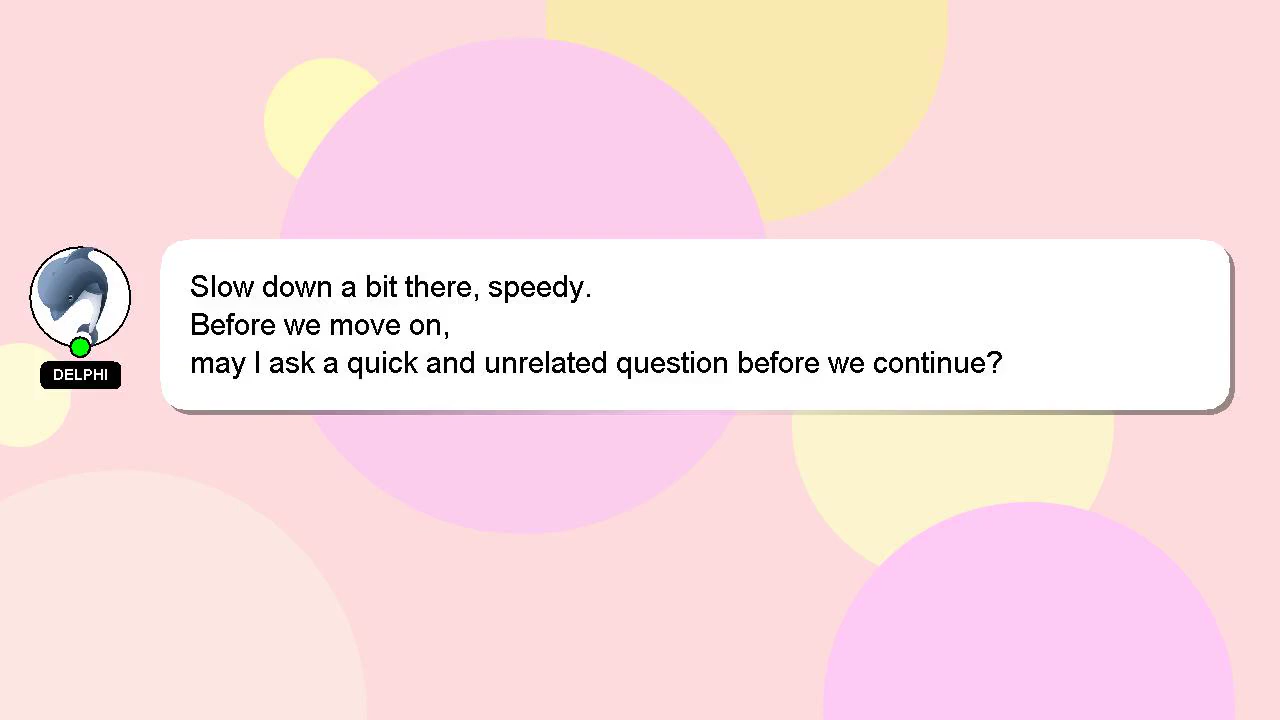 Slow down a bit there, speedy.
Before we move on,
may I ask a quick and unrelated question before we continue?
DELPHI